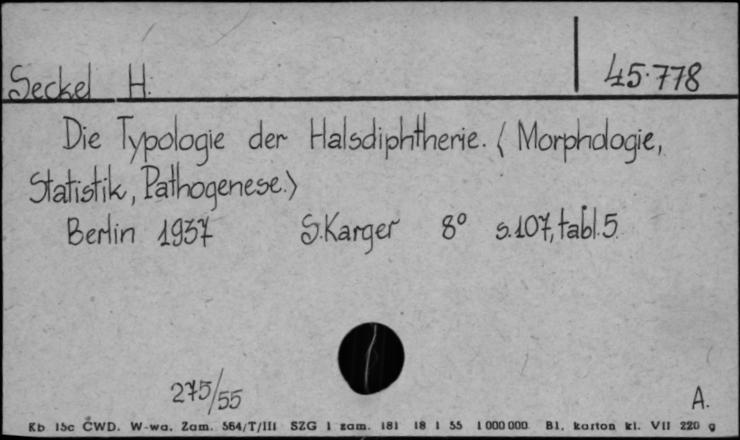 Seckel H.
45.778
Die Typologie der Halsdiphtherie. ⟨ Morphologie,
Statistik, Pathogenese.⟩
Berlin 1937 S.Karger 8° s.107, tabl.5.
275/55
A.
Kb 15c ČWD. W-wa. Zam. 564/T/III SZG 1 zam. 181 18 1 55 1 000 000 Bl. karton kl. VII 220 g